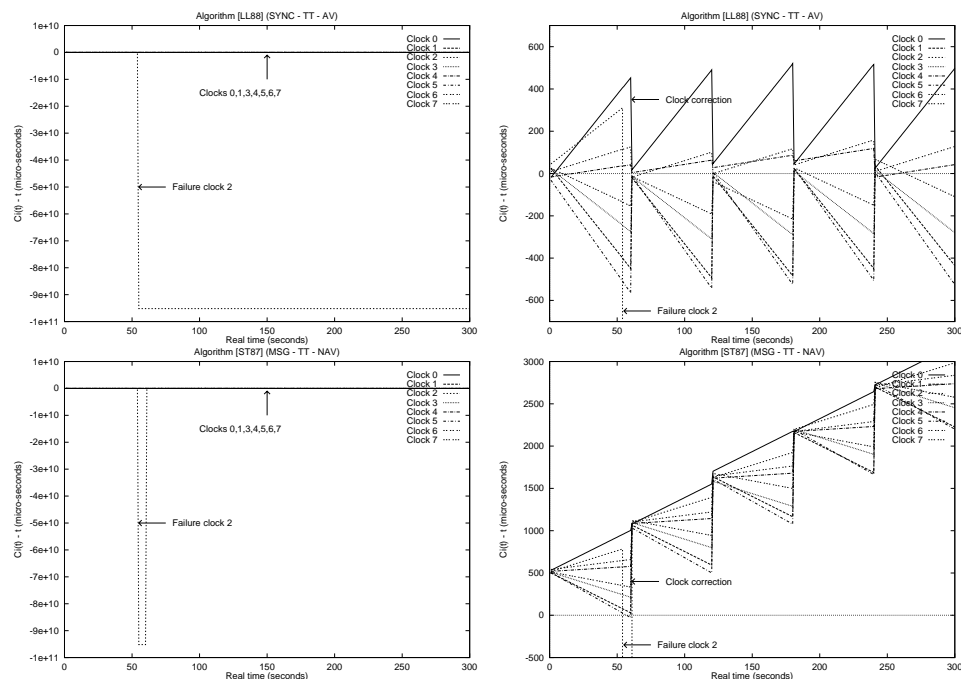 Algorithm [LL88] (SYNC - TT - AV)
1e+10
0
-1e+10
-2e+10
-3e+10
-4e+10
-5e+10
-6e+10
-7e+10
-8e+10
-9e+10
-1e+11
Ci(t) - t (micro-seconds)
Clock 0
Clock 1
Clock 2
Clock 3
Clock 4
Clock 5
Clock 6
Clock 7
Clocks 0,1,3,4,5,6,7
Failure clock 2
0 50 100 150 200 250 300
Real time (seconds)
Algorithm [LL88] (SYNC - TT - AV)
600
400
200
0
-200
-400
-600
Ci(t) - t (micro-seconds)
Clock 0
Clock 1
Clock 2
Clock 3
Clock 4
Clock 5
Clock 6
Clock 7
Clock correction
Failure clock 2
0 50 100 150 200 250 300
Real time (seconds)
Algorithm [ST87] (MSG - TT - NAV)
1e+10
0
-1e+10
-2e+10
-3e+10
-4e+10
-5e+10
-6e+10
-7e+10
-8e+10
-9e+10
-1e+11
Ci(t) - t (micro-seconds)
Clock 0
Clock 1
Clock 2
Clock 3
Clock 4
Clock 5
Clock 6
Clock 7
Clocks 0,1,3,4,5,6,7
Failure clock 2
0 50 100 150 200 250 300
Real time (seconds)
Algorithm [ST87] (MSG - TT - NAV)
3000
2500
2000
1500
1000
500
0
-500
Ci(t) - t (micro-seconds)
Clock 0
Clock 1
Clock 2
Clock 3
Clock 4
Clock 5
Clock 6
Clock 7
Clock correction
Failure clock 2
0 50 100 150 200 250 300
Real time (seconds)